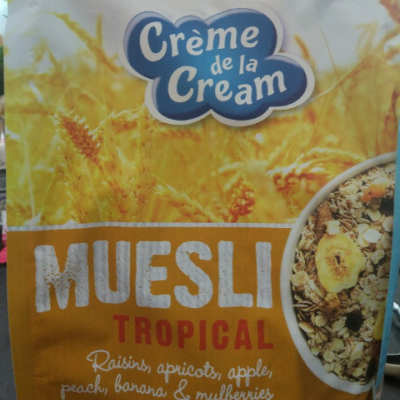 Crème
de la
Cream
MUESLI
TROPICAL
Raisins, apricots, apple,
peach, banana & mulberries